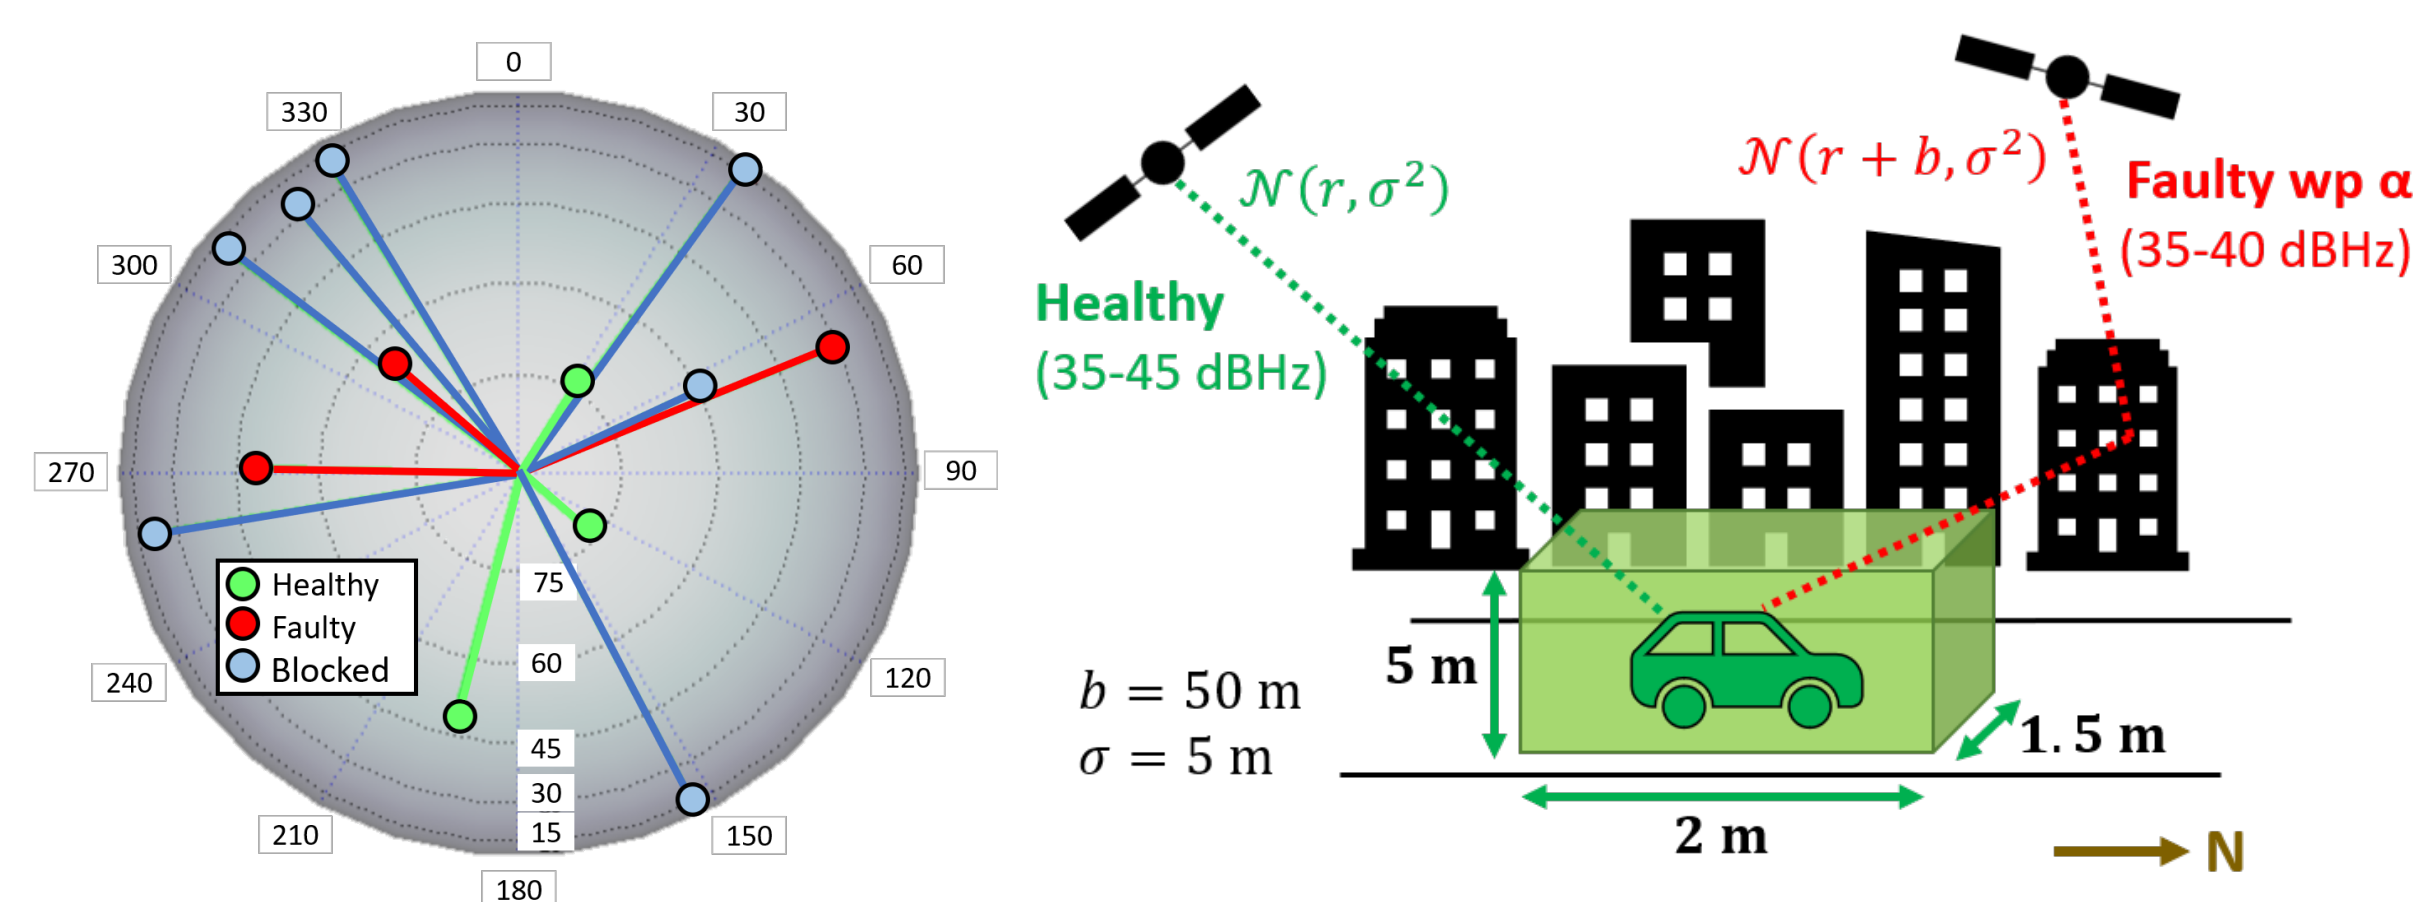 0
330
30
300
60
270
90
240
120
210
150
180
75
60
45
30
15
Healthy
Faulty
Blocked
𝒩(r, σ²)
Healthy
(35-45 dBHz)
𝒩(r + b, σ²)
Faulty wp α
(35-40 dBHz)
b = 50 m
σ = 5 m
5 m
1.5 m
2 m
N